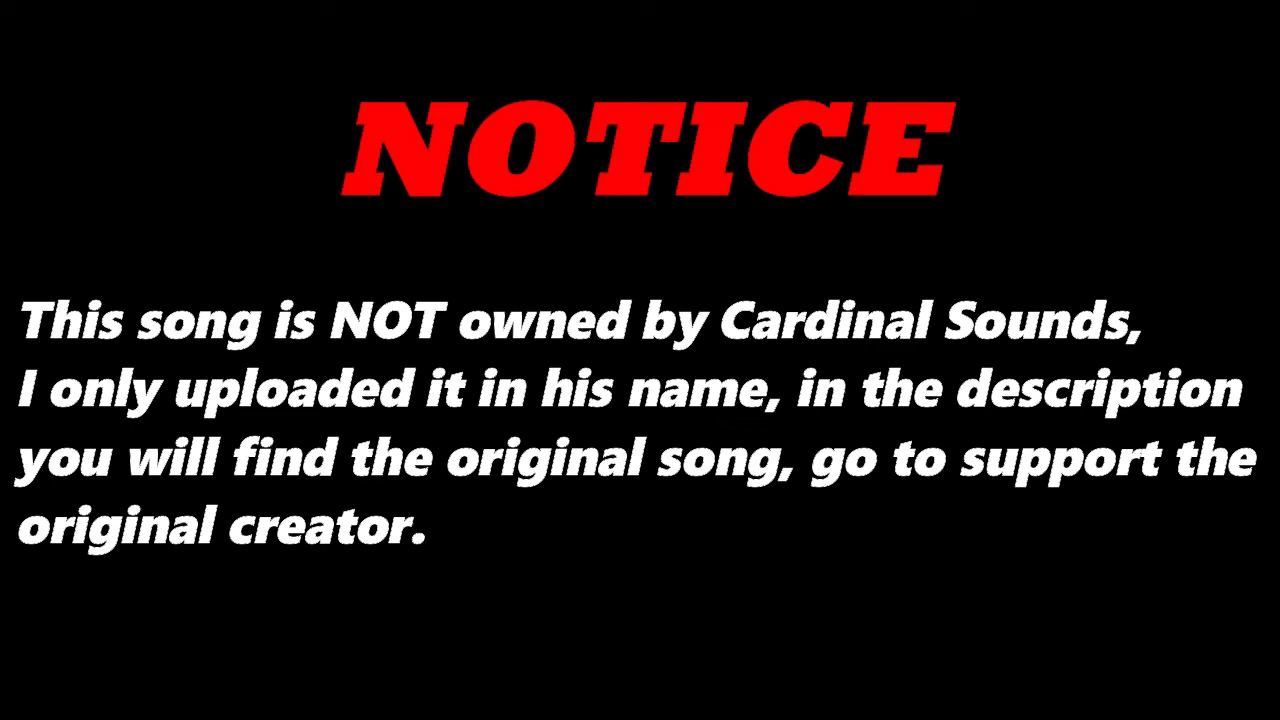 NOTICE
This song is NOT owned by Cardinal Sounds,
I only uploaded it in his name, in the description
you will find the original song, go to support the
original creator.